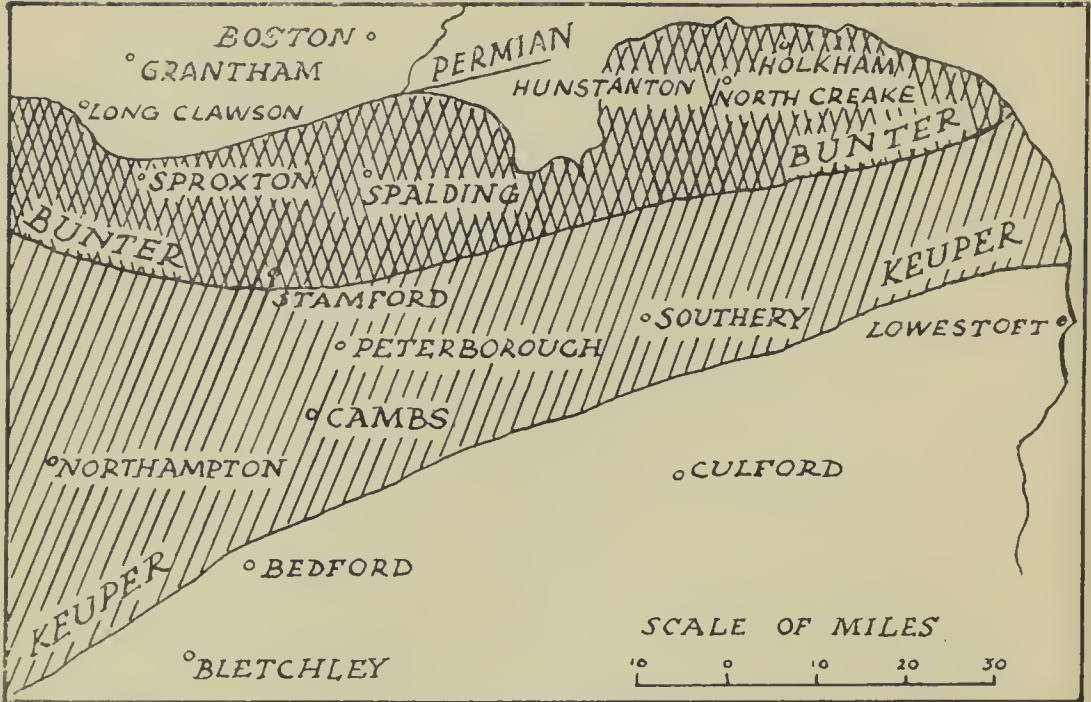 BOSTON
GRANTHAM
PERMIAN
HUNSTANTON
HOLKHAM
LONG CLAWSON
NORTH CREAKE
BUNTER
SPROXTON
SPALDING
BUNTER
STAMFORD
KEUPER
SOUTHERY
LOWESTOFT
PETERBOROUGH
CAMBS
NORTHAMPTON
CULFORD
KEUPER
BEDFORD
BLETCHLEY
SCALE OF MILES
10 0 10 20 30